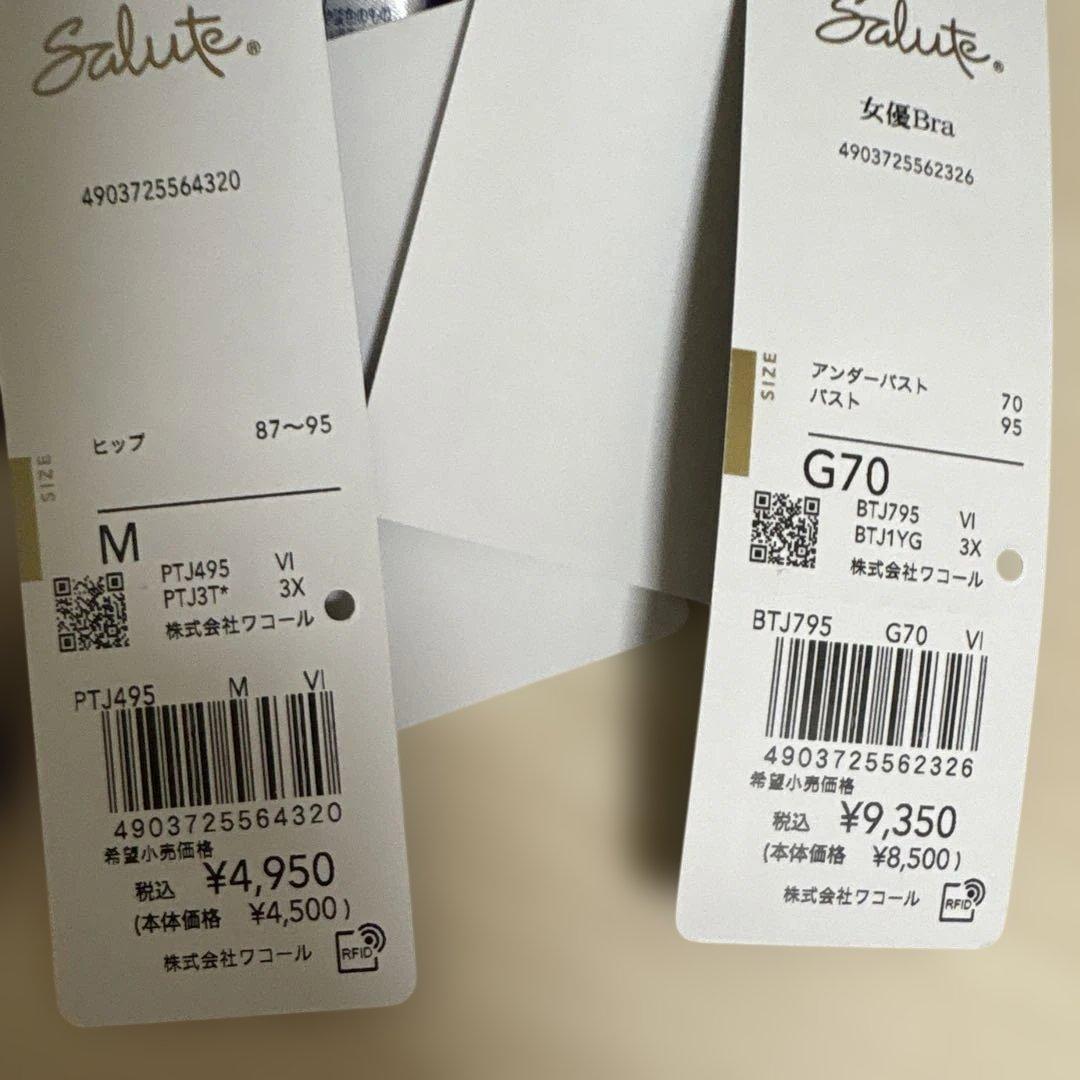 Salute®
4903725564320
ヒップ 87～95
SIZE
M
PTJ495 VI
PTJ3T* 3X
株式会社ワコール
PTJ495 M VI
4903725564320
希望小売価格
税込 ¥4,950
(本体価格 ¥4,500)
株式会社ワコール
RFID
Salute®
女優Bra
4903725562326
SIZE
アンダーバスト 70
バスト 95
G70
BTJ795 VI
BTJ1YG 3X
株式会社ワコール
BTJ795 G70 VI
4903725562326
希望小売価格
税込 ¥9,350
(本体価格 ¥8,500)
株式会社ワコール
RFID